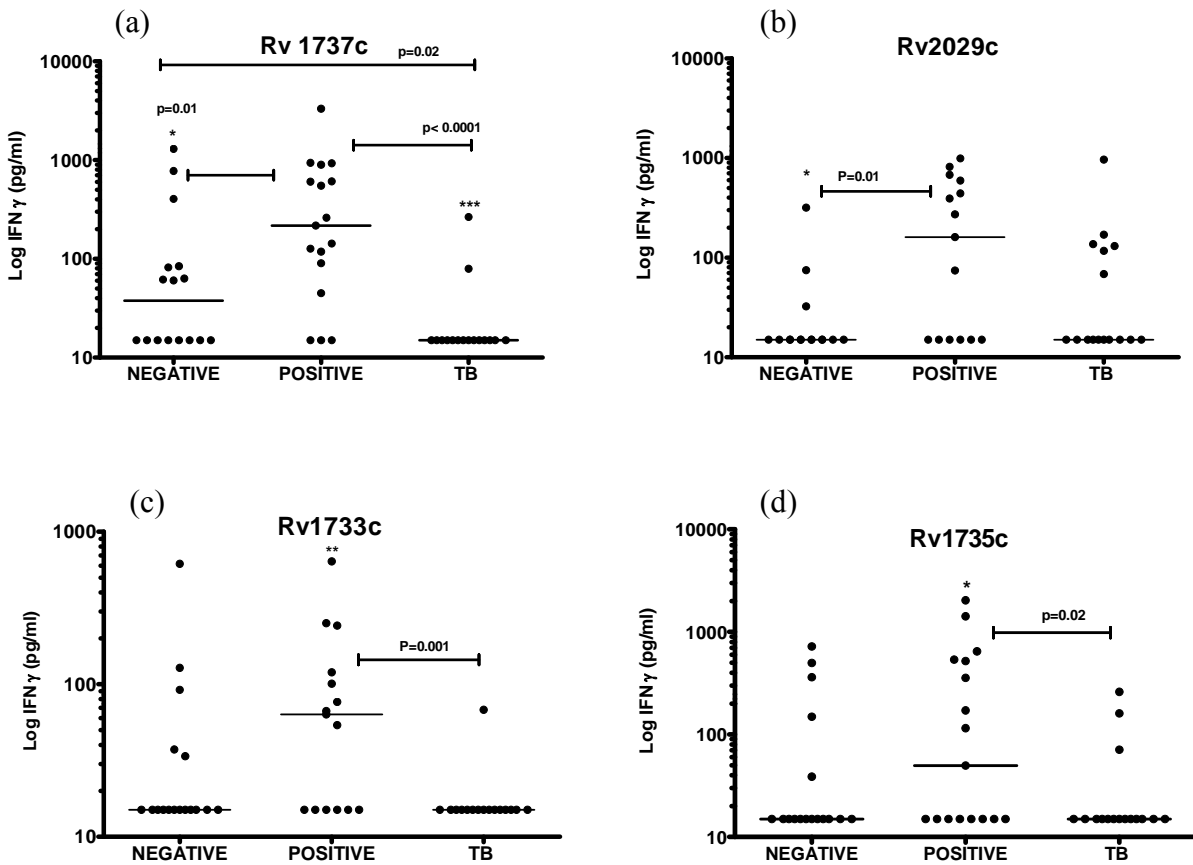 (a)
Rv 1737c
p=0.02
10000
p=0.01
*
p< 0.0001
1000
***
100
10
Log IFN γ (pg/ml)
NEGATIVE POSITIVE TB
(b)
Rv2029c
10000
1000
*
P=0.01
100
10
Log IFN γ (pg/ml)
NEGATIVE POSITIVE TB
(c)
Rv1733c
1000
**
P=0.001
100
10
Log IFN γ (pg/ml)
NEGATIVE POSITIVE TB
(d)
Rv1735c
10000
*
p=0.02
1000
100
10
Log IFN γ (pg/ml)
NEGATIVE POSITIVE TB